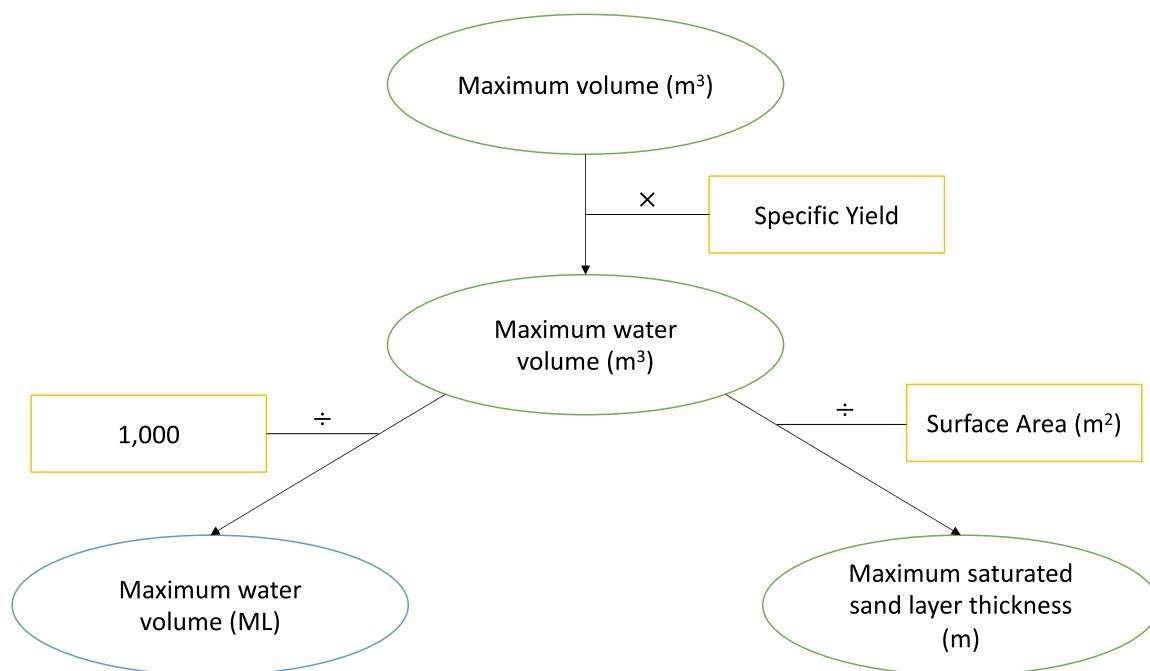 Maximum volume (m³)
×
Specific Yield
Maximum water
volume (m³)
1,000
÷
÷
Surface Area (m²)
Maximum water
volume (ML)
Maximum saturated
sand layer thickness
(m)